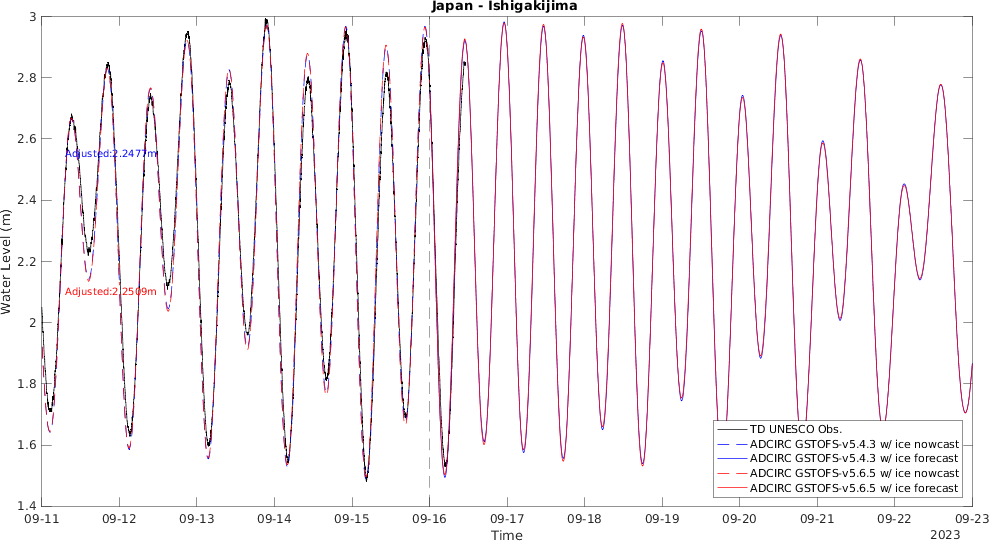 Japan - Ishigakijima
Water Level (m)
3
2.8
2.6
2.4
2.2
2
1.8
1.6
1.4
Adjusted:2.2477m
Adjusted:2.2509m
TD UNESCO Obs.
ADCIRC GSTOFS-v5.4.3 w/ ice nowcast
ADCIRC GSTOFS-v5.4.3 w/ ice forecast
ADCIRC GSTOFS-v5.6.5 w/ ice nowcast
ADCIRC GSTOFS-v5.6.5 w/ ice forecast
09-11 09-12 09-13 09-14 09-15 09-16 09-17 09-18 09-19 09-20 09-21 09-22 09-23
2023
Time